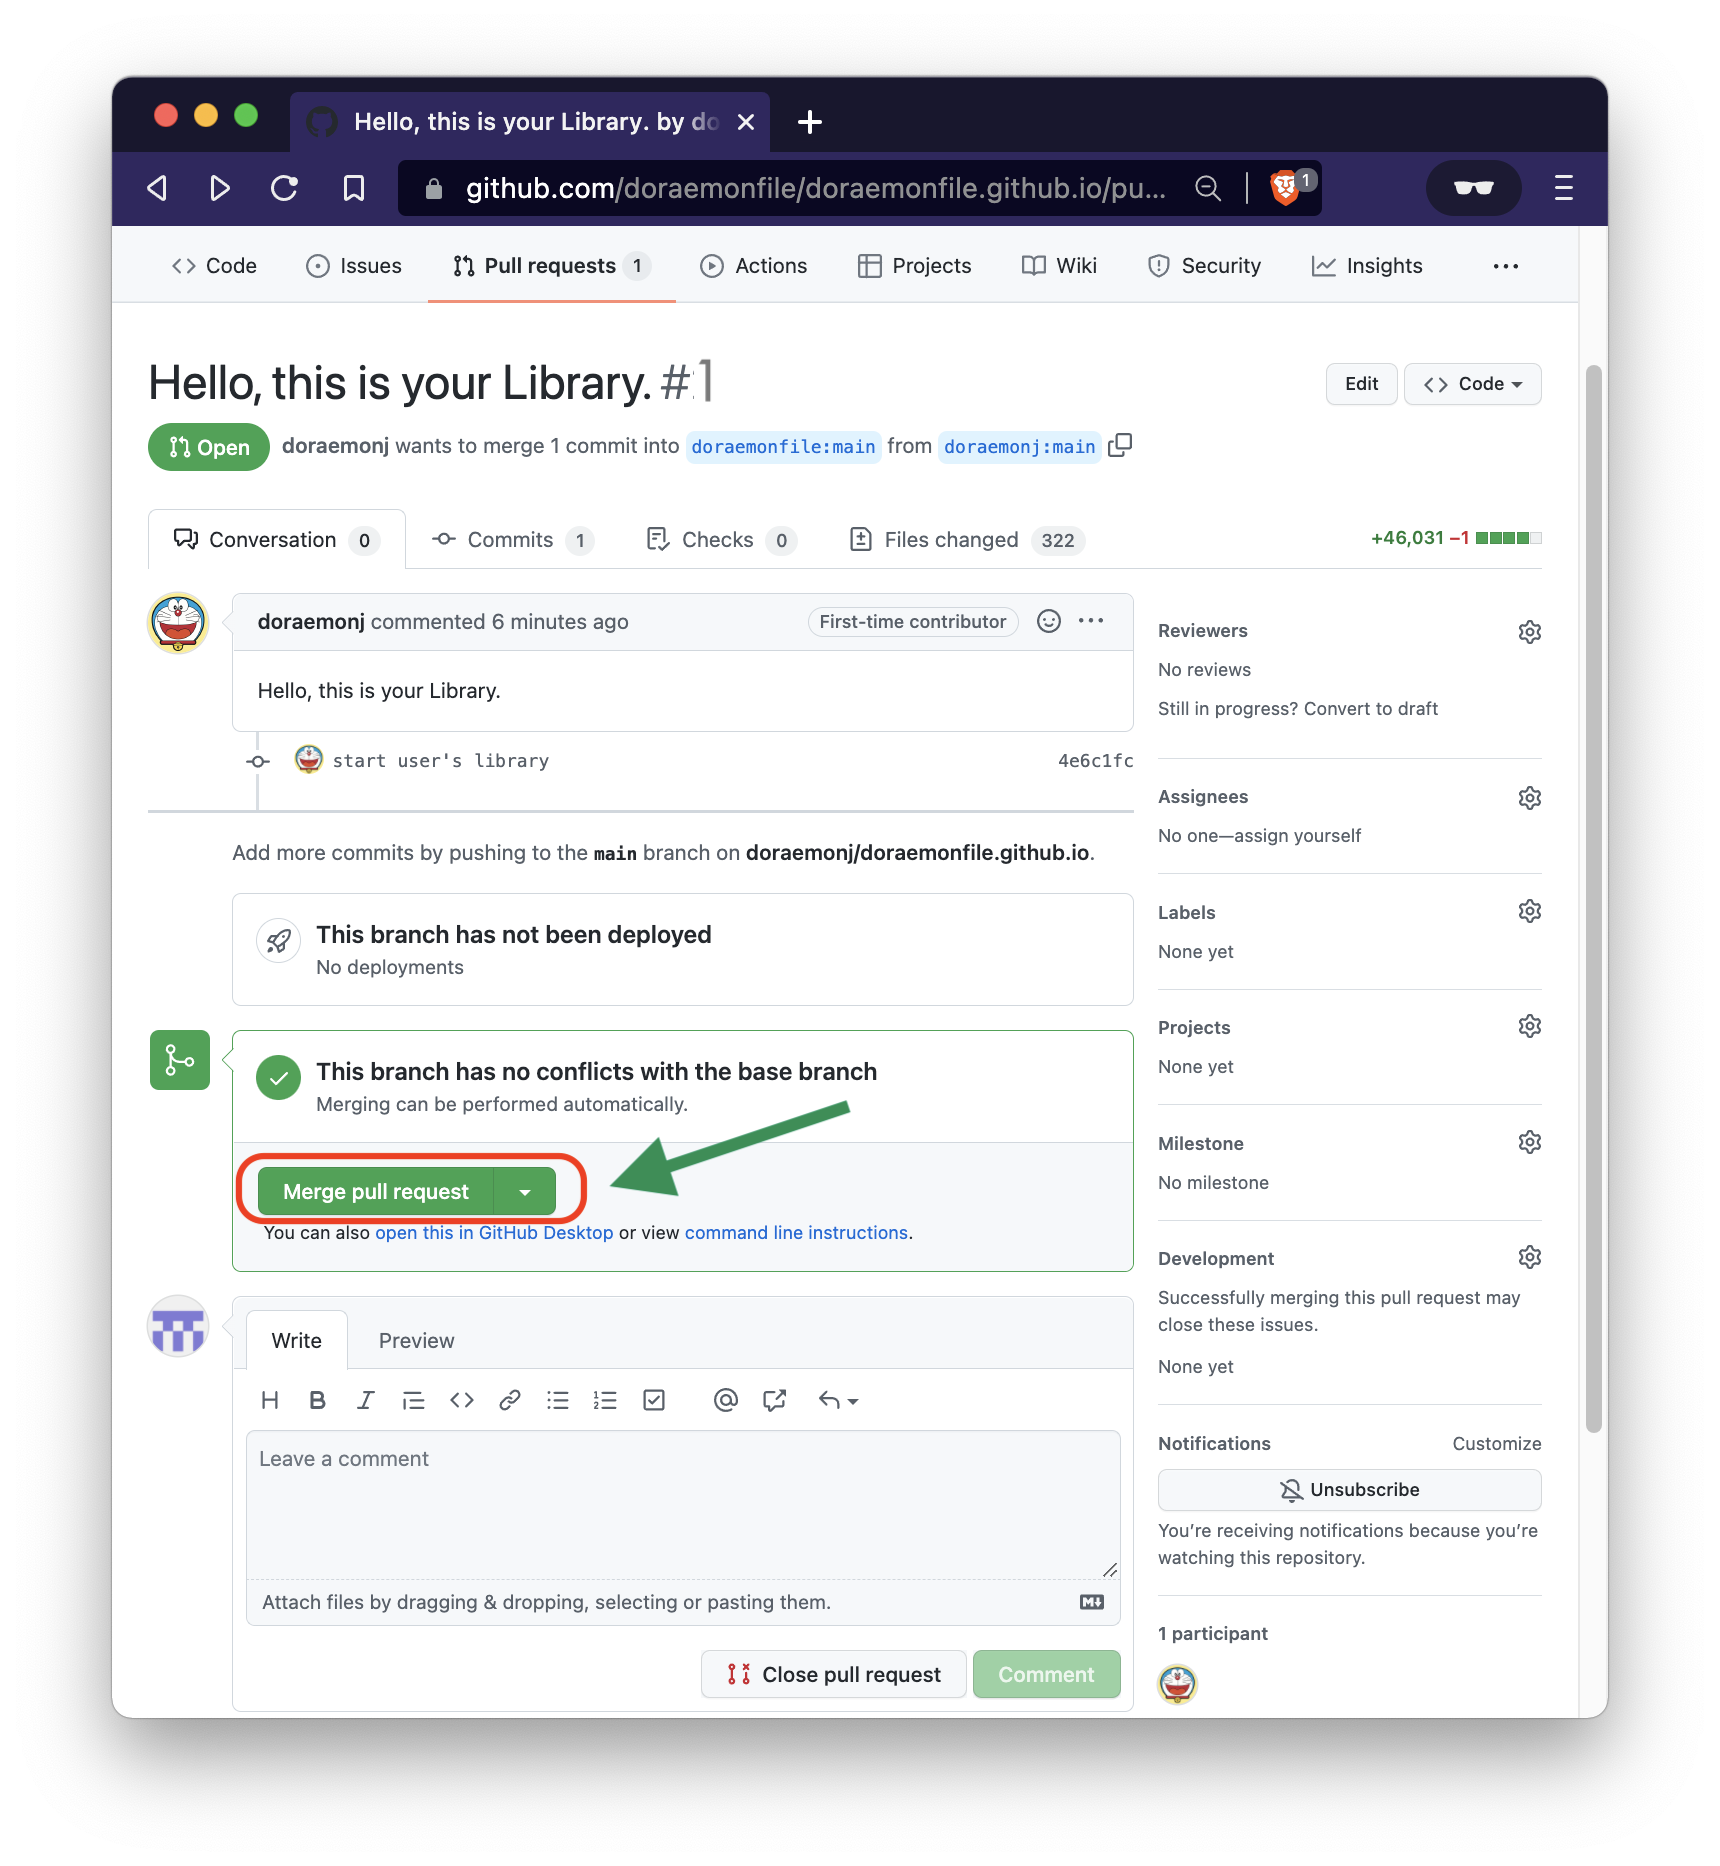 Hello, this is your Library. by do
github.com/doraemonfile/doraemonfile.github.io/pu...
1
Code Issues Pull requests 1 Actions Projects Wiki Security Insights
Hello, this is your Library. #1
Edit
Code
Open
doraemonj wants to merge 1 commit into doraemonfile:main from doraemonj:main
Conversation 0
Commits 1
Checks 0
Files changed 322
+46,031 −1
doraemonj commented 6 minutes ago
First-time contributor
Hello, this is your Library.
start user's library
4e6c1fc
Add more commits by pushing to the main branch on doraemonj/doraemonfile.github.io.
This branch has not been deployed
No deployments
This branch has no conflicts with the base branch
Merging can be performed automatically.
Merge pull request
You can also open this in GitHub Desktop or view command line instructions.
Write
Preview
Leave a comment
Attach files by dragging & dropping, selecting or pasting them.
Close pull request
Comment
Reviewers
No reviews
Still in progress? Convert to draft
Assignees
No one—assign yourself
Labels
None yet
Projects
None yet
Milestone
No milestone
Development
Successfully merging this pull request may
close these issues.
None yet
Notifications
Customize
Unsubscribe
You’re receiving notifications because you’re
watching this repository.
1 participant